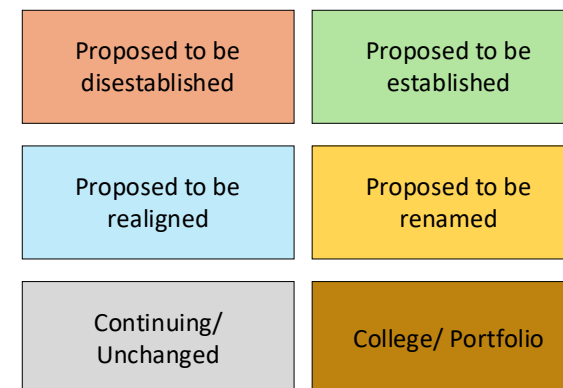 Proposed to be
disestablished
Proposed to be
established
Proposed to be
realigned
Proposed to be
renamed
Continuing/
Unchanged
College/ Portfolio